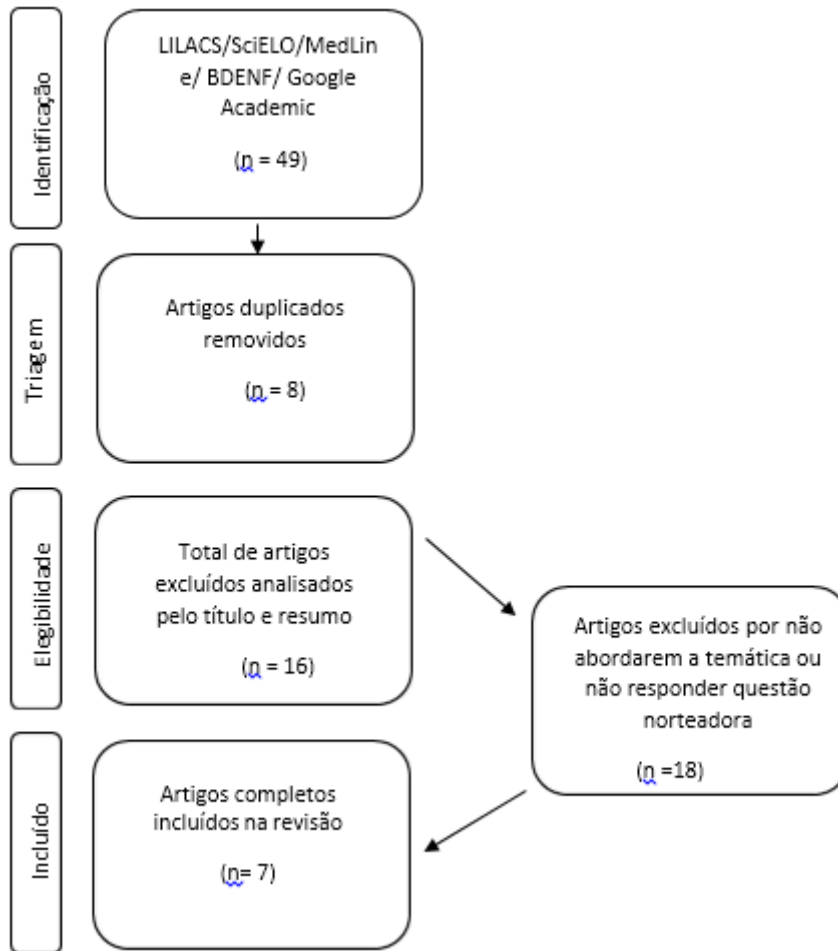 Identificação
LILACS/SciELO/MedLin
e/ BDENF/ Google
Academic
(n = 49)
Triagem
Artigos duplicados
removidos
(n = 8)
Elegibilidade
Total de artigos
excluídos analisados
pelo título e resumo
(n = 16)
Artigos excluídos por não
abordarem a temática ou
não responder questão
norteadora
(n =18)
Incluído
Artigos completos
incluídos na revisão
(n= 7)